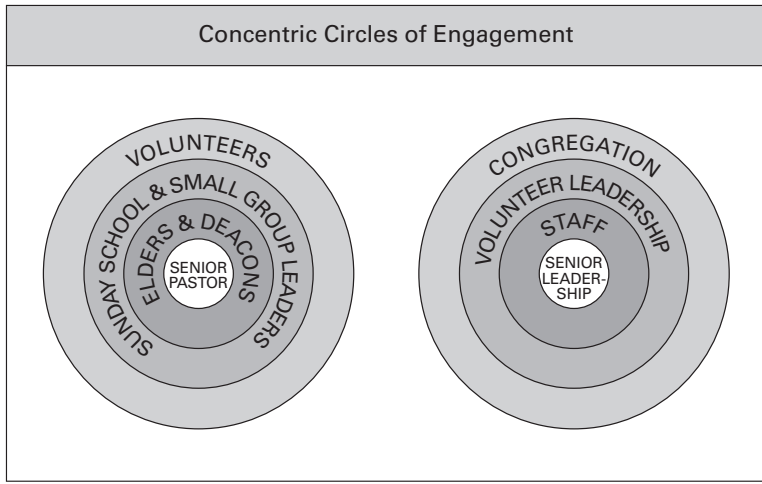 Concentric Circles of Engagement
VOLUNTEERS
SUNDAY SCHOOL & SMALL GROUP LEADERS
ELDERS & DEACONS
SENIOR
PASTOR
CONGREGATION
VOLUNTEER LEADERSHIP
STAFF
SENIOR
LEADER-
SHIP